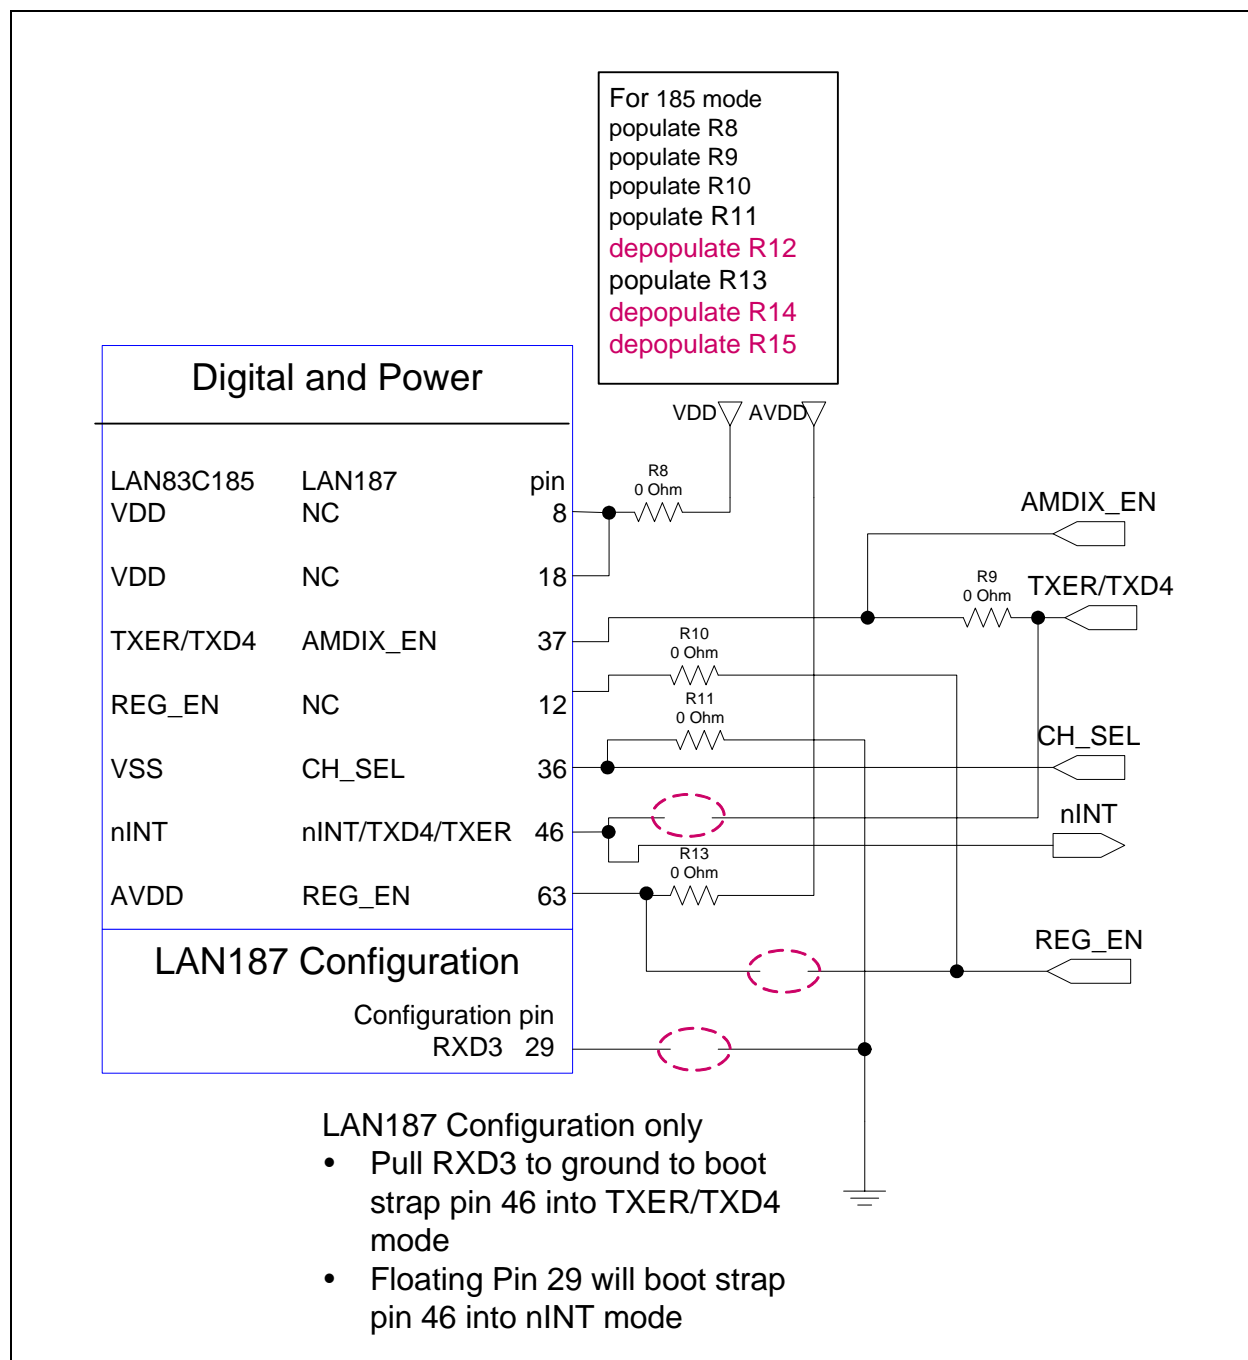 For 185 mode
populate R8
populate R9
populate R10
populate R11
depopulate R12
populate R13
depopulate R14
depopulate R15
Digital and Power
VDD AVDD
LAN83C185 LAN187 pin
VDD NC 8
R8
0 Ohm
AMDIX_EN
VDD NC 18
R9
0 Ohm
TXER/TXD4
TXER/TXD4 AMDIX_EN 37
R10
0 Ohm
REG_EN NC 12
R11
0 Ohm
CH_SEL
VSS CH_SEL 36
nINT
nINT nINT/TXD4/TXER 46
R13
0 Ohm
AVDD REG_EN 63
REG_EN
LAN187 Configuration
Configuration pin
RXD3 29
LAN187 Configuration only
• Pull RXD3 to ground to boot
strap pin 46 into TXER/TXD4
mode
• Floating Pin 29 will boot strap
pin 46 into nINT mode